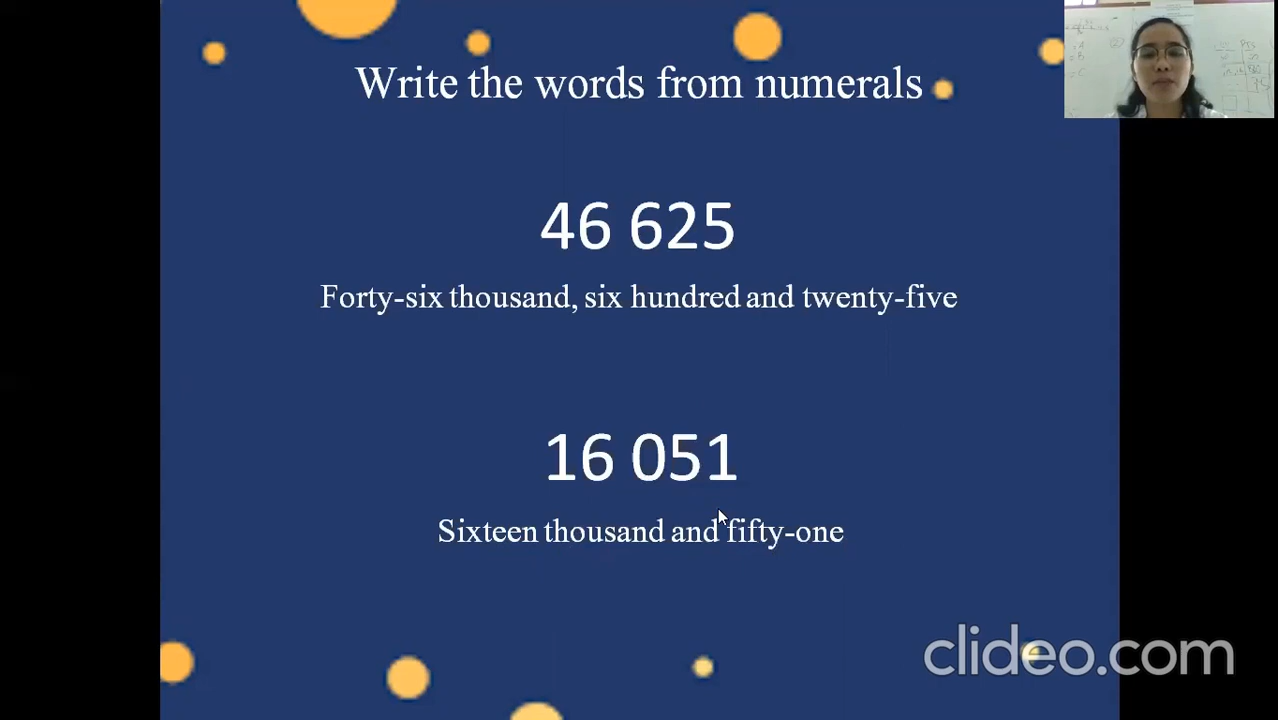 Write the words from numerals
46 625
Forty-six thousand, six hundred and twenty-five
16 051
Sixteen thousand and fifty-one
clideo.com